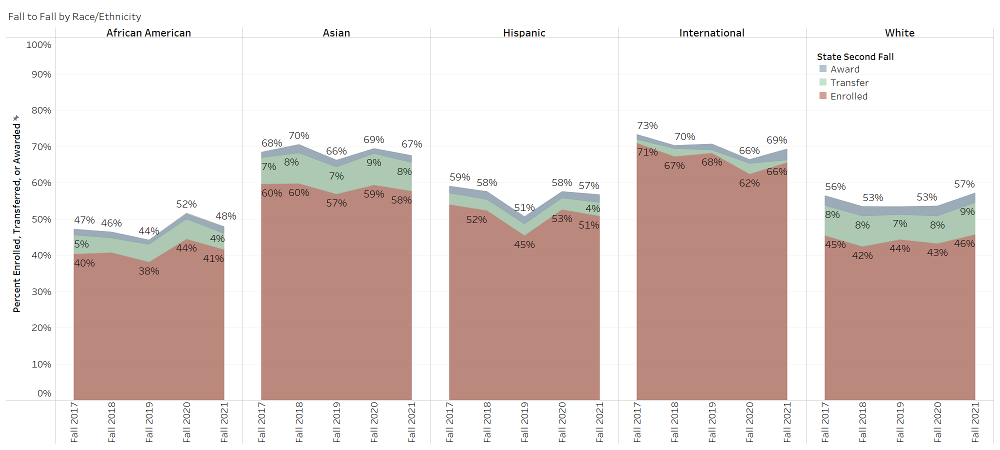 Fall to Fall by Race/Ethnicity
African American Asian Hispanic International White
Percent Enrolled, Transferred, or Awarded
100%
90%
80%
70%
60%
50%
40%
30%
20%
10%
0%
47% 46% 44% 52% 48%
5% 4%
40% 38% 44% 41%
68% 70% 66% 69% 67%
7% 8% 7% 9% 8%
60% 60% 57% 59% 58%
59% 58% 51% 58% 57%
4%
52% 45% 53% 51%
73% 70% 66% 69%
71% 67% 68% 62% 66%
State Second Fall
Award
Transfer
Enrolled
56% 53% 53% 57%
8% 8% 7% 8% 9%
45% 42% 44% 43% 46%
Fall 2017 Fall 2018 Fall 2019 Fall 2020 Fall 2021
Fall 2017 Fall 2018 Fall 2019 Fall 2020 Fall 2021
Fall 2017 Fall 2018 Fall 2019 Fall 2020 Fall 2021
Fall 2017 Fall 2018 Fall 2019 Fall 2020 Fall 2021
Fall 2017 Fall 2018 Fall 2019 Fall 2020 Fall 2021